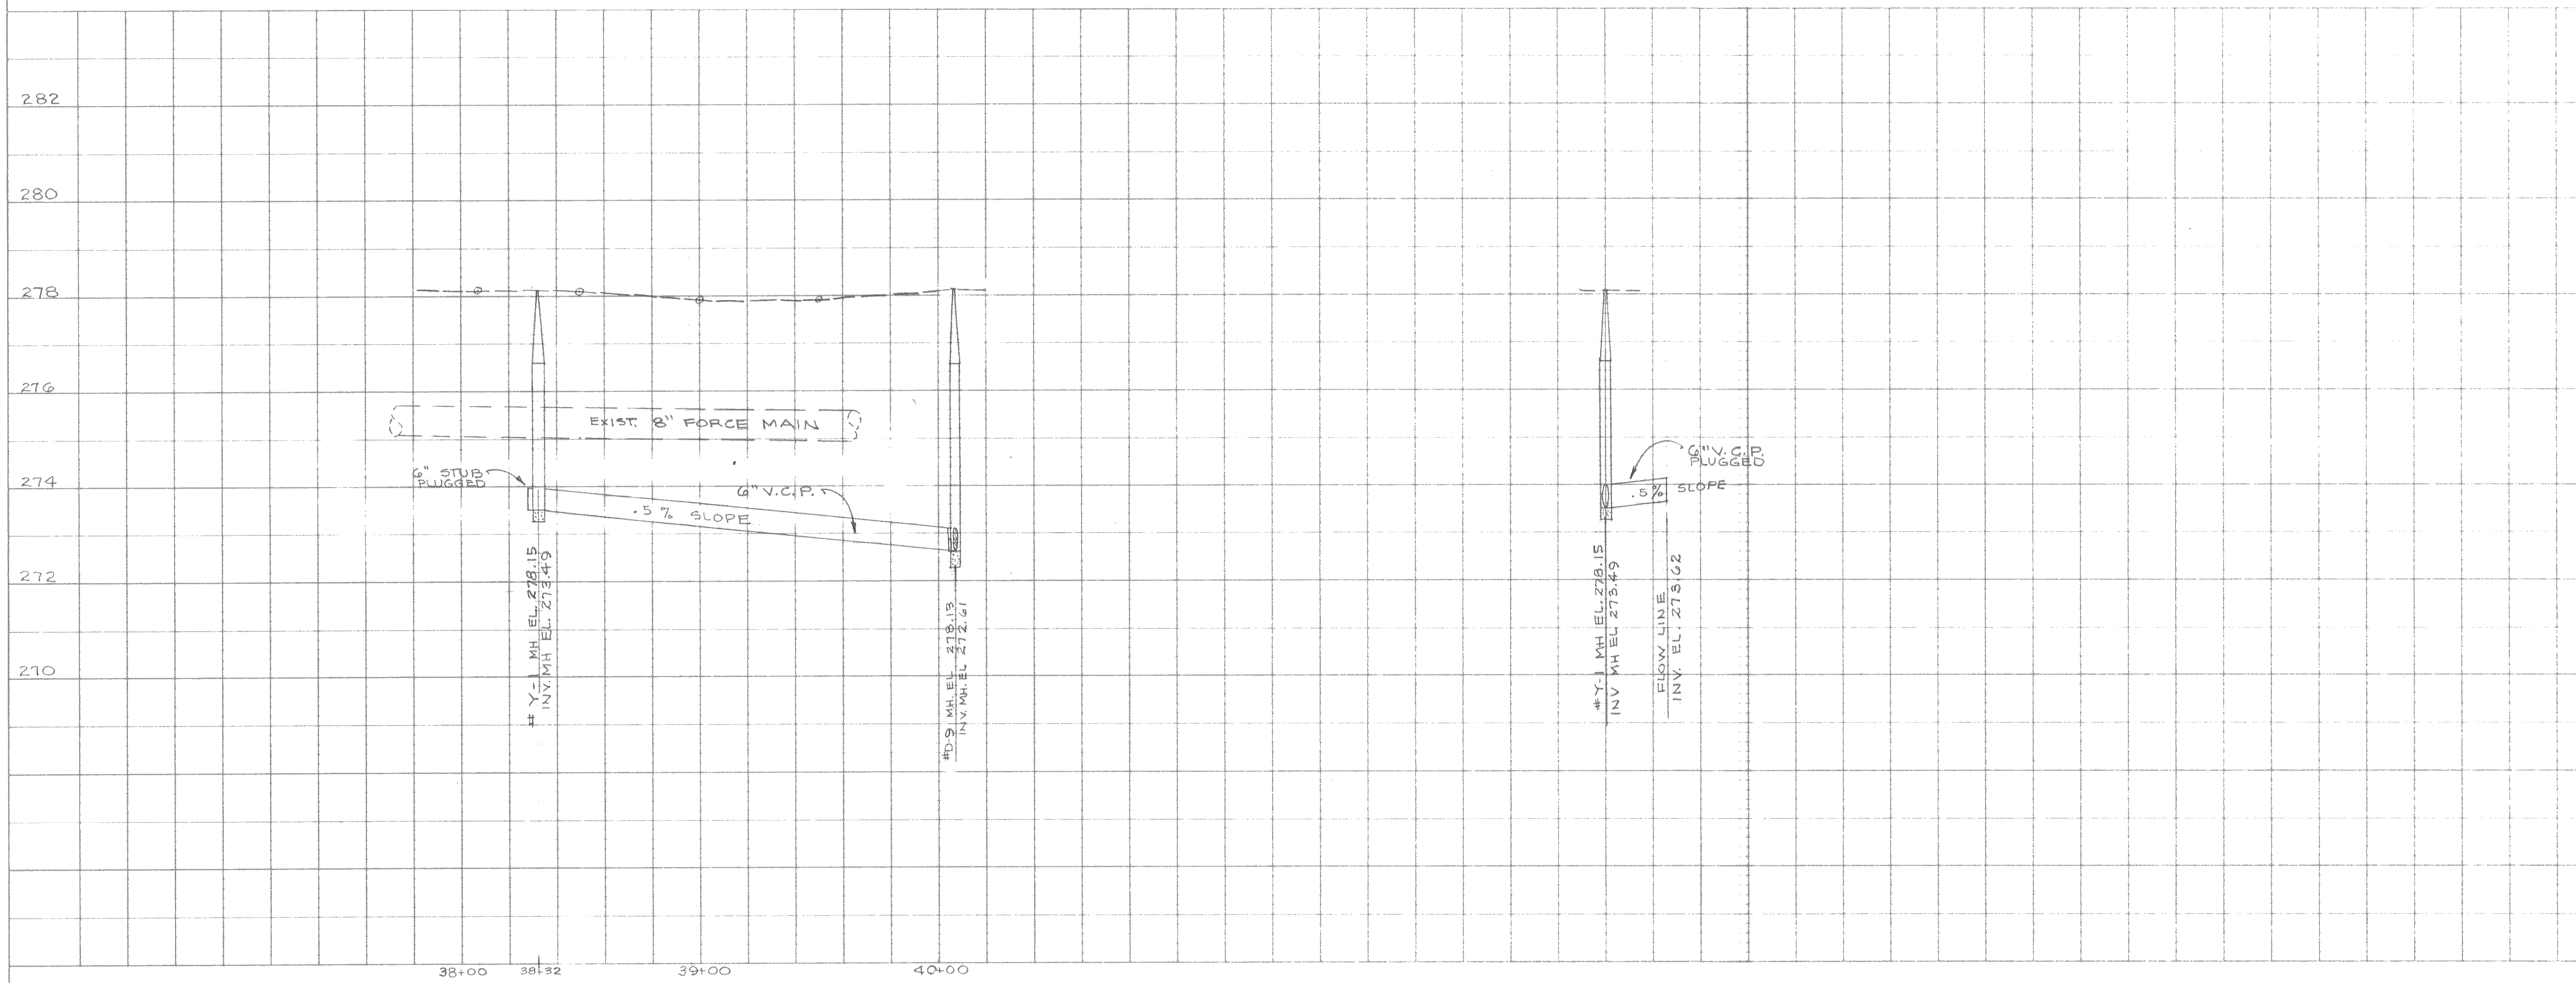 282
280
278
276
274
272
270
EXIST. 8" FORCE MAIN
6" STUB
PLUGGED
6" V.C.P.
.5 % SLOPE
# Y-1 MH EL. 278.15
INV. MH EL. 273.49
#D-9 MH. EL. 278.13
INV. MH. EL 272.61
6" V.C.P.
PLUGGED
.5% SLOPE
# Y-1 MH EL. 278.15
INV MH EL 273.49
FLOW LINE
INV. EL. 273.62
38+00
38+32
39+00
40+00